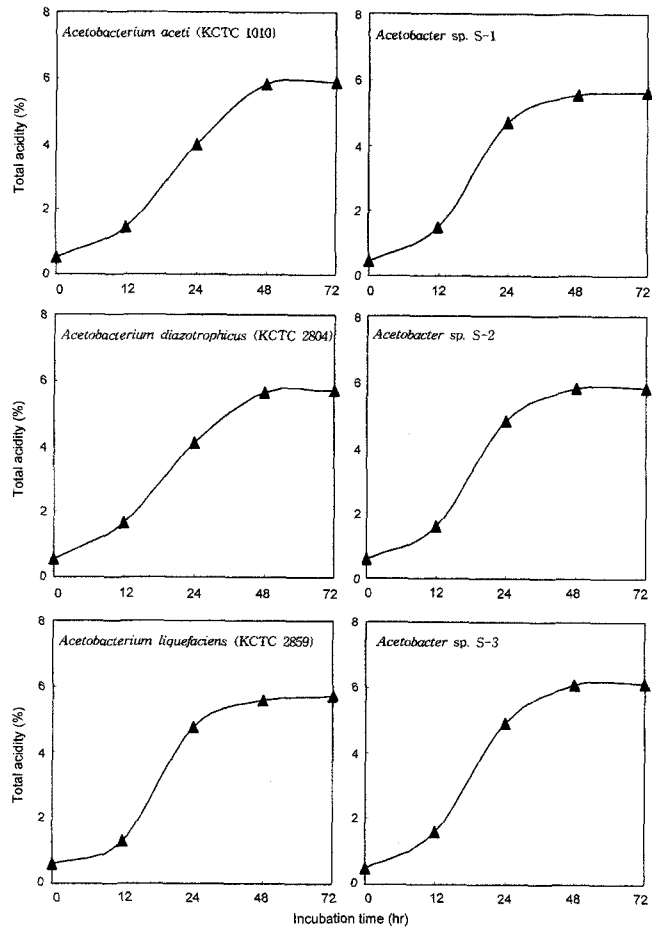 Acetobacterium aceti (KCTC 1010)
Acetobacter sp. S-1
8
6
4
2
0
Total acidity (%)
0 12 24 48 72
8
6
4
2
0
0 12 24 48 72
Acetobacterium diazotrophicus (KCTC 2804)
Acetobacter sp. S-2
8
6
4
2
0
Total acidity (%)
0 12 24 48 72
8
6
4
2
0
0 12 24 48 72
Acetobacterium liquefaciens (KCTC 2859)
Acetobacter sp. S-3
8
6
4
2
0
Total acidity (%)
0 12 24 48 72
8
6
4
2
0
0 12 24 48 72
Incubation time (hr)